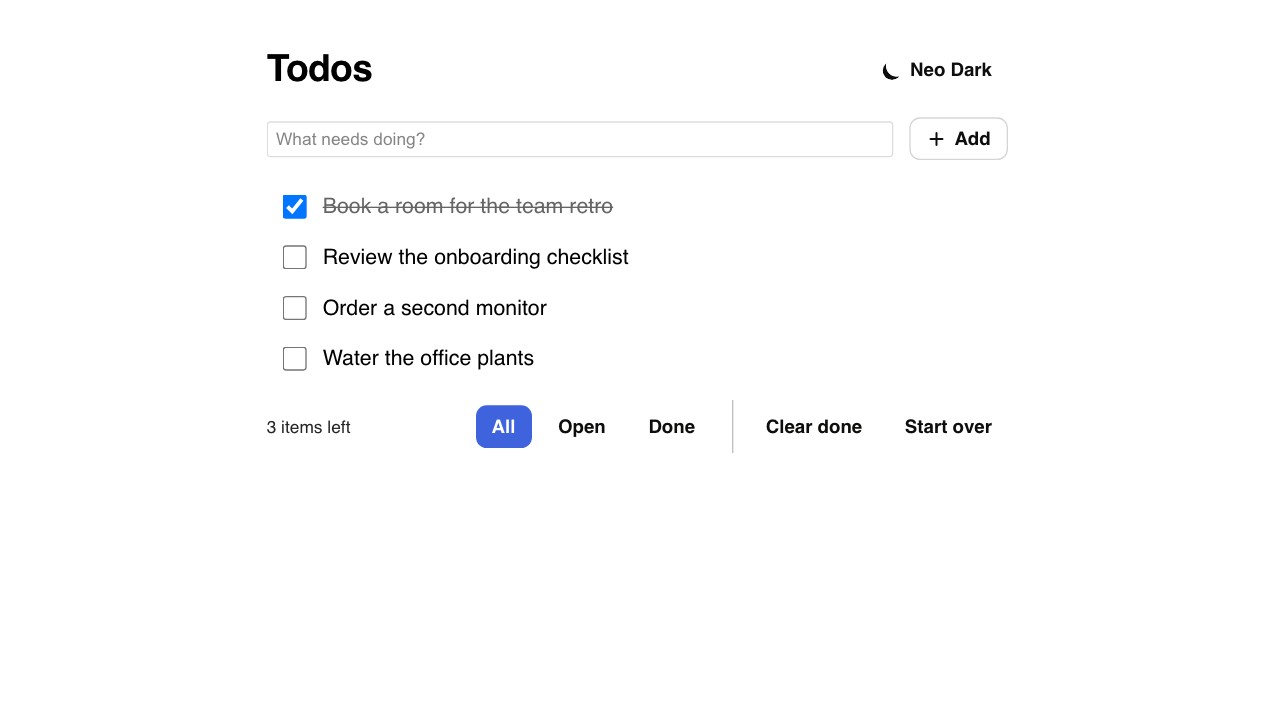 Todos
Neo Dark
What needs doing?
+ Add
Book a room for the team retro
Review the onboarding checklist
Order a second monitor
Water the office plants
3 items left
All
Open
Done
Clear done
Start over